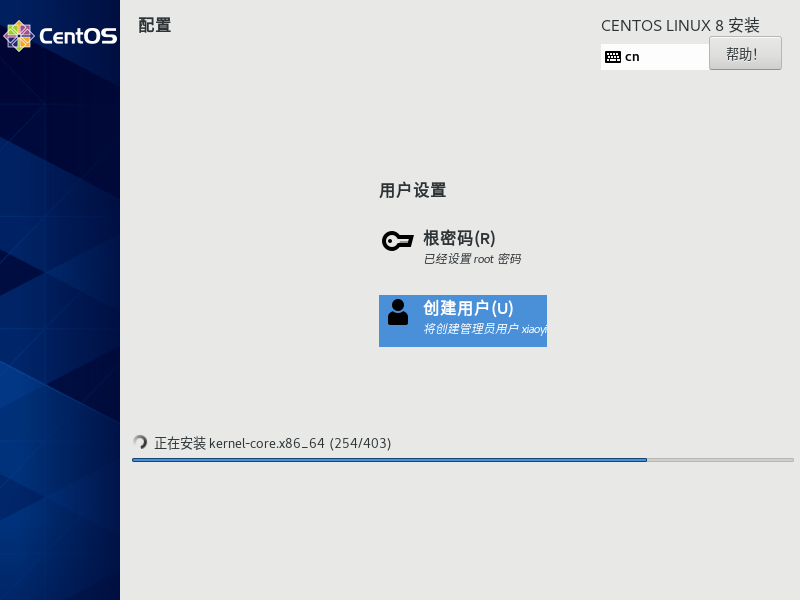 CentOS
配置
CENTOS LINUX 8 安装
cn
帮助！
用户设置
根密码(R)
已经设置 root 密码
创建用户(U)
将创建管理员用户 xiaoyi
正在安装 kernel-core.x86_64 (254/403)